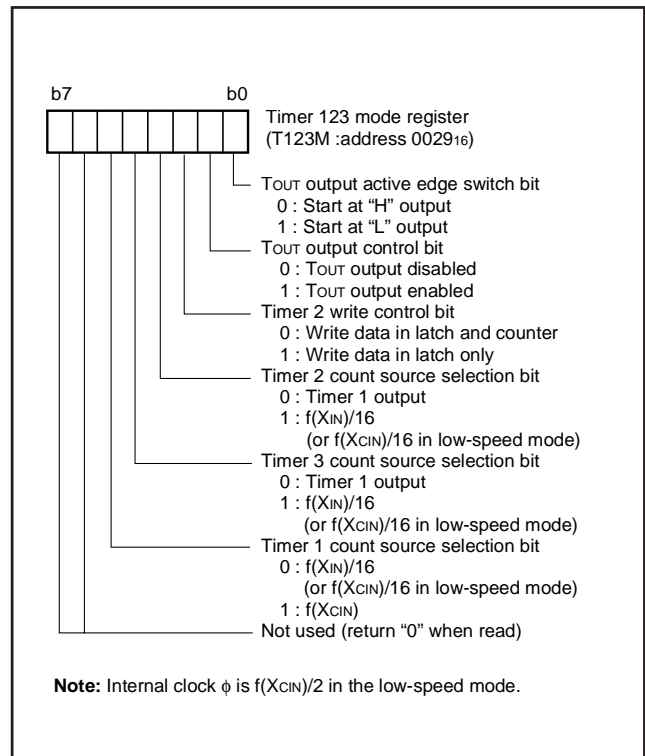 b7 b0
Timer 123 mode register
(T123M :address 002916)
TOUT output active edge switch bit
0 : Start at “H” output
1 : Start at “L” output
TOUT output control bit
0 : TOUT output disabled
1 : TOUT output enabled
Timer 2 write control bit
0 : Write data in latch and counter
1 : Write data in latch only
Timer 2 count source selection bit
0 : Timer 1 output
1 : f(XIN)/16
(or f(XCIN)/16 in low-speed mode)
Timer 3 count source selection bit
0 : Timer 1 output
1 : f(XIN)/16
(or f(XCIN)/16 in low-speed mode)
Timer 1 count source selection bit
0 : f(XIN)/16
(or f(XCIN)/16 in low-speed mode)
1 : f(XCIN)
Not used (return “0” when read)
Note: Internal clock ϕ is f(XCIN)/2 in the low-speed mode.